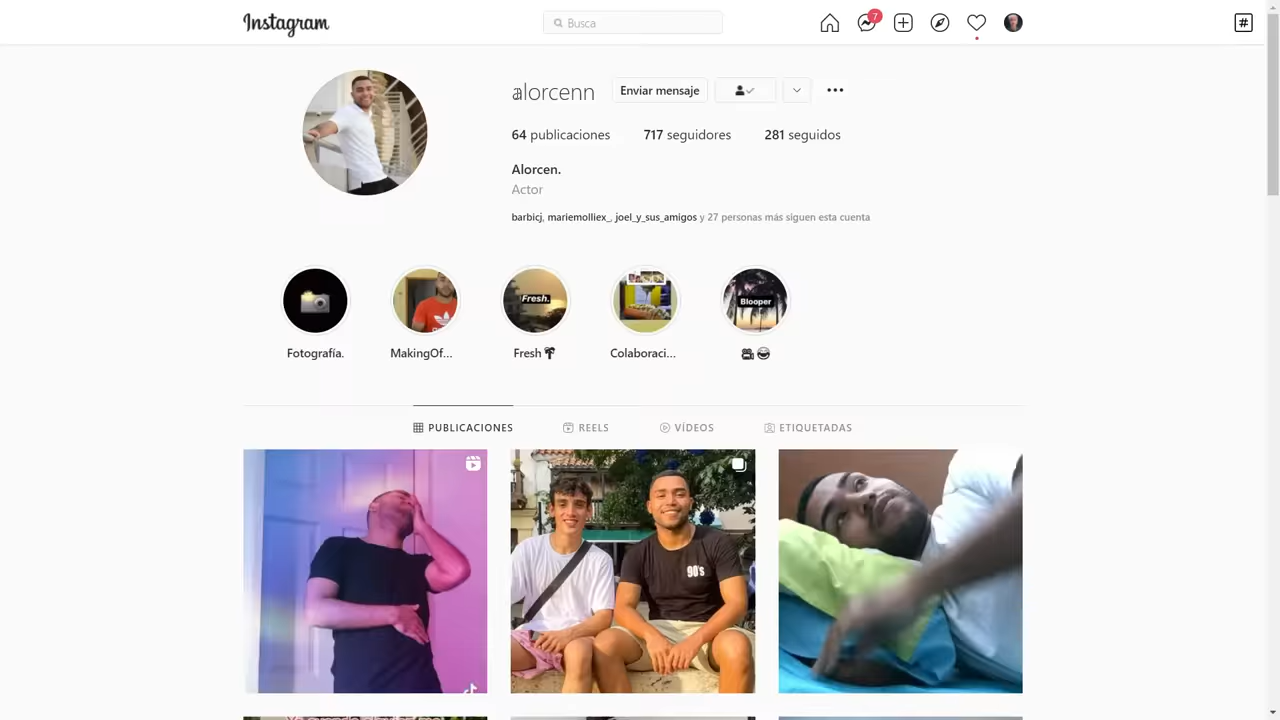 Instagram
Busca
7
#
alorcenn
Enviar mensaje
64 publicaciones 717 seguidores 281 seguidos
Alorcen.
Actor
barbicj, mariemolliex_, joel_y_sus_amigos y 27 personas más siguen esta cuenta
Fresh.
Blooper
Fotografía. MakingOf... Fresh🌴 Colaboraci... 🎥😂
PUBLICACIONES REELS VÍDEOS ETIQUETADAS
90's